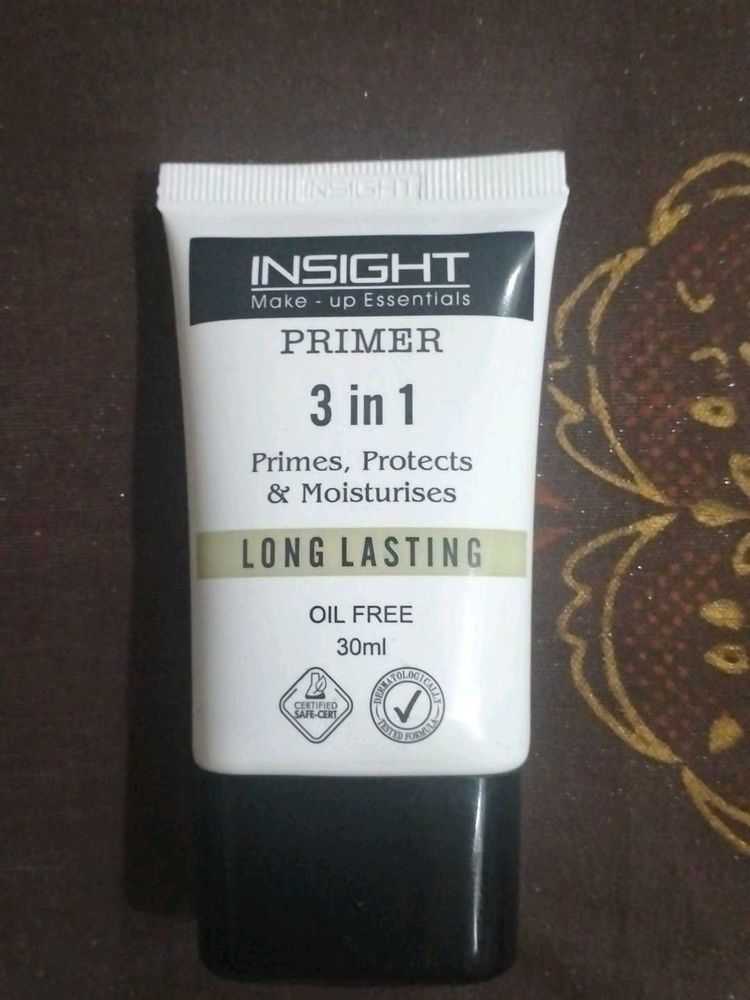 INSIGHT
INSIGHT
Make - up Essentials
PRIMER
3 in 1
Primes, Protects
& Moisturises
LONG LASTING
OIL FREE
30ml
CERTIFIED
SAFE-CERT
DERMATOLOGICALLY
TESTED FORMULA